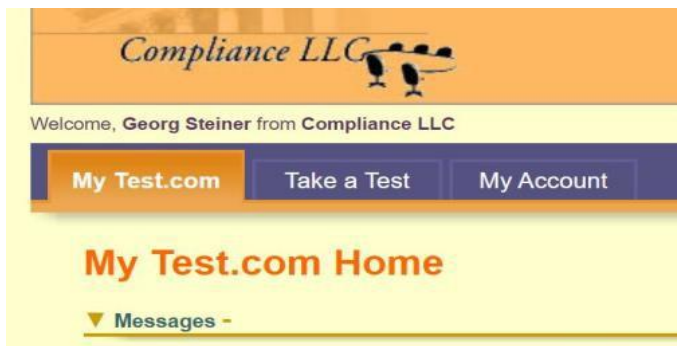 Compliance LLC
Welcome, Georg Steiner from Compliance LLC
My Test.com Take a Test My Account
My Test.com Home
▼ Messages -